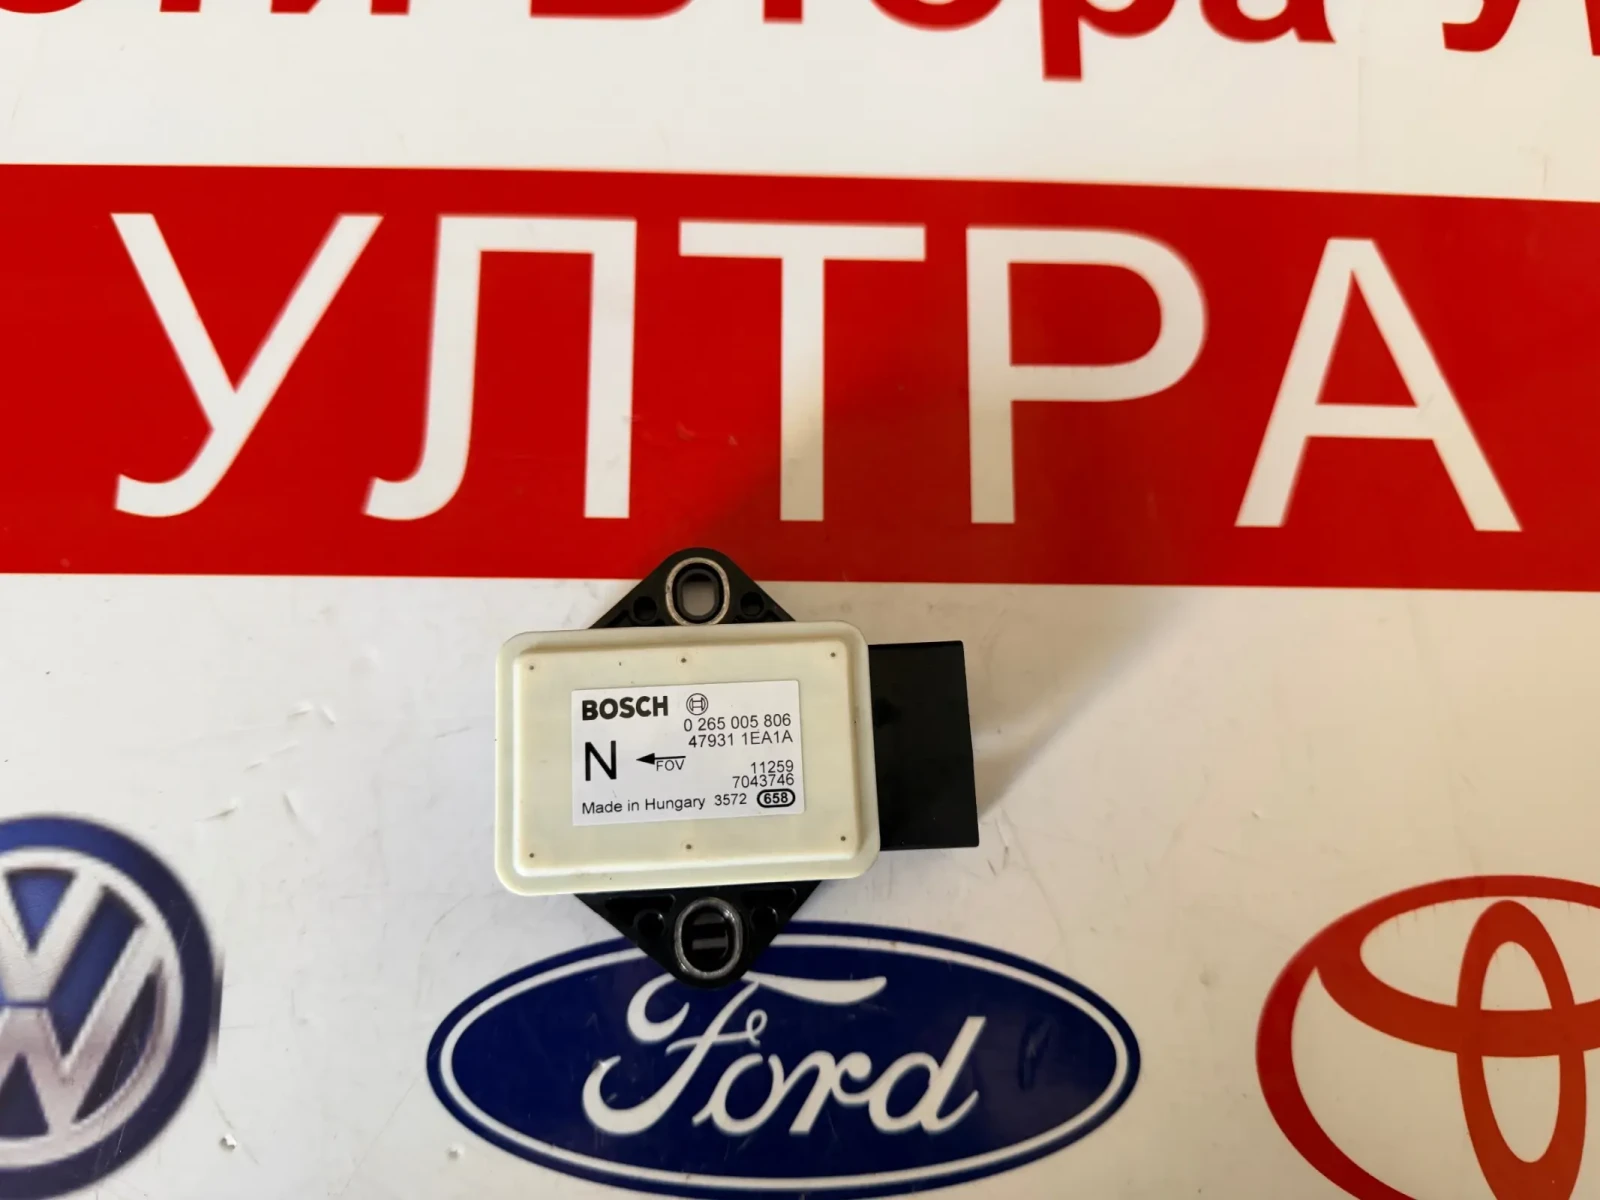 УЛТРА
BOSCH
0 265 005 806
47931 1EA1A
N
FOV
11259
7043746
Made in Hungary 3572 658
Ford